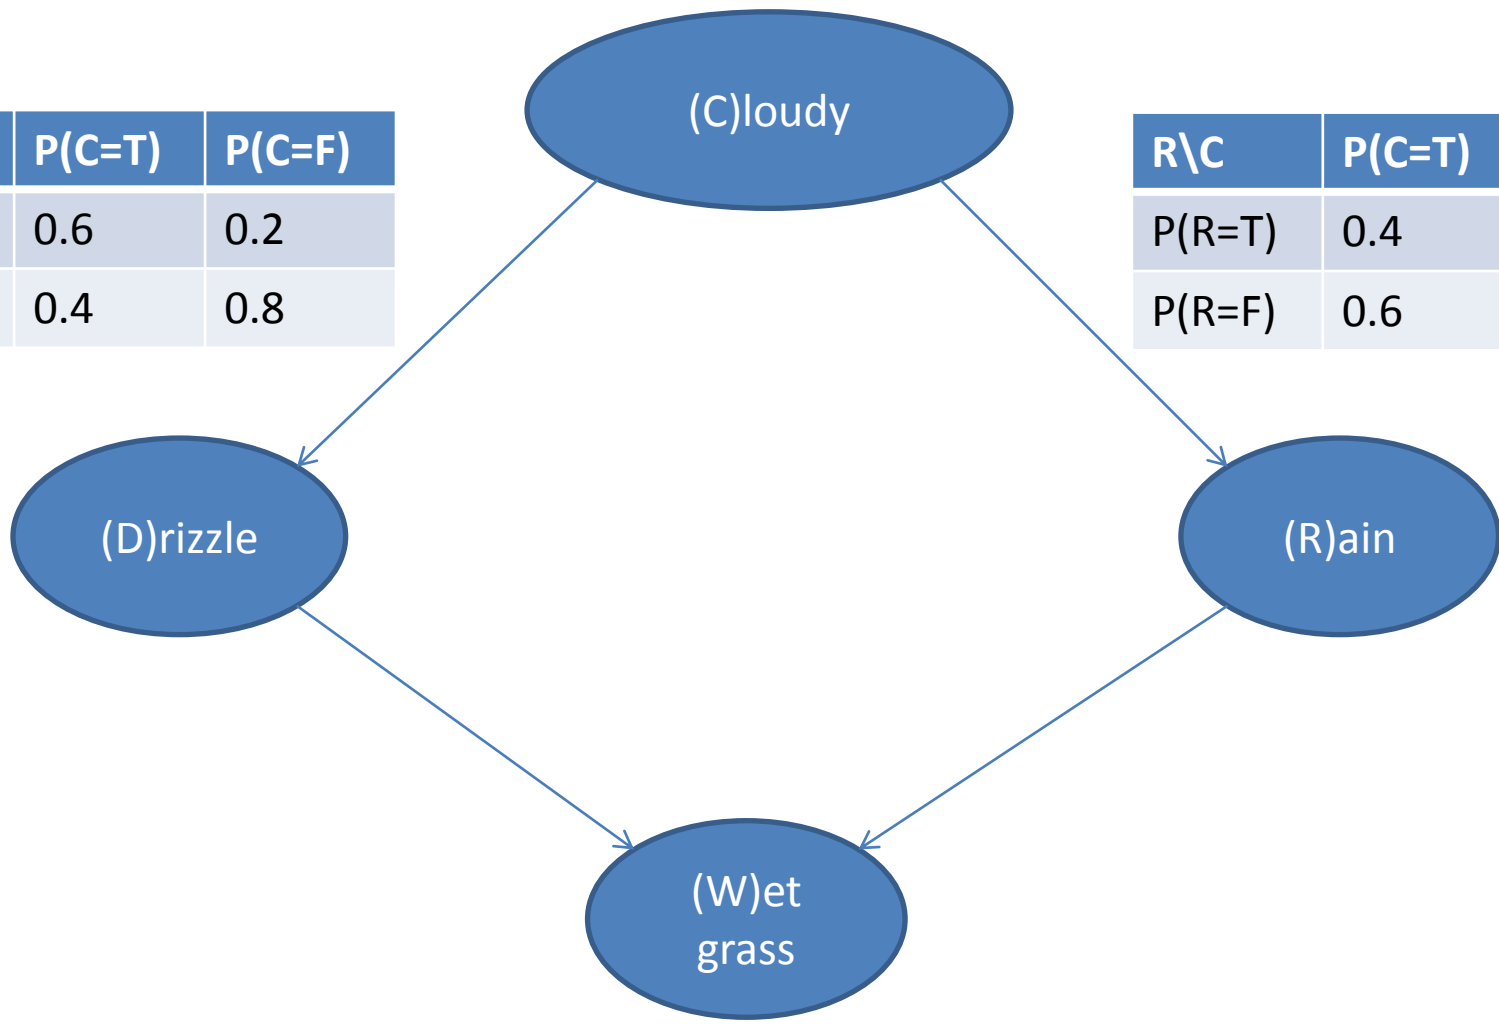 (C)loudy
P(C=T) P(C=F)
0.6 0.2
0.4 0.8
R\C P(C=T)
P(R=T) 0.4
P(R=F) 0.6
(D)rizzle
(R)ain
(W)et
grass